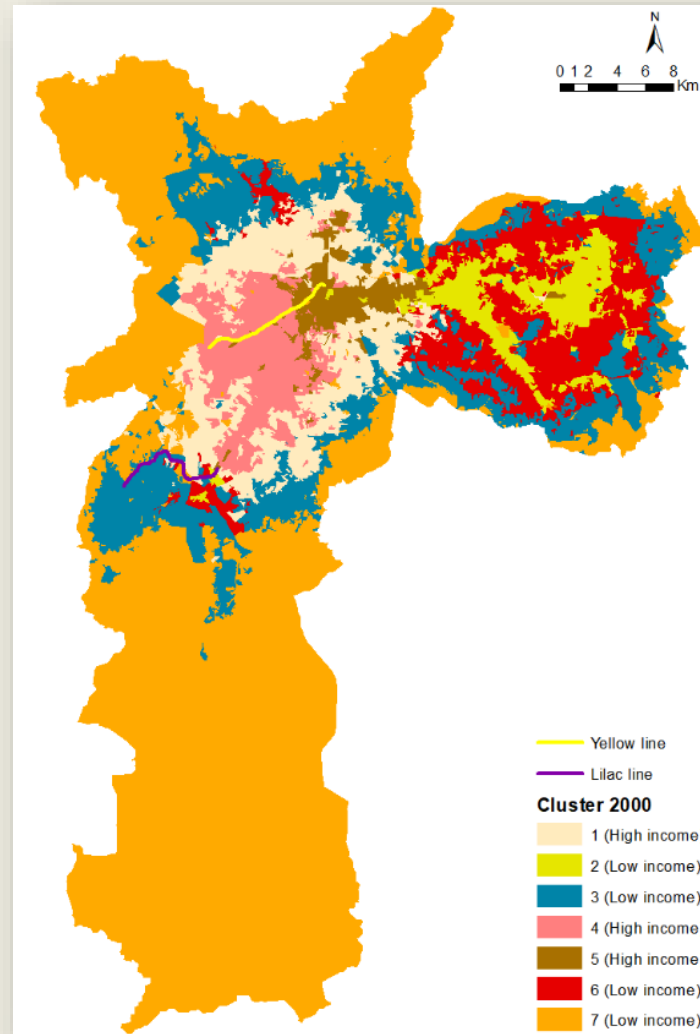 N
0 1 2 4 6 8
Km
Yellow line
Lilac line
Cluster 2000
1 (High income
2 (Low income)
3 (Low income)
4 (High income
5 (High income
6 (Low income)
7 (Low income)